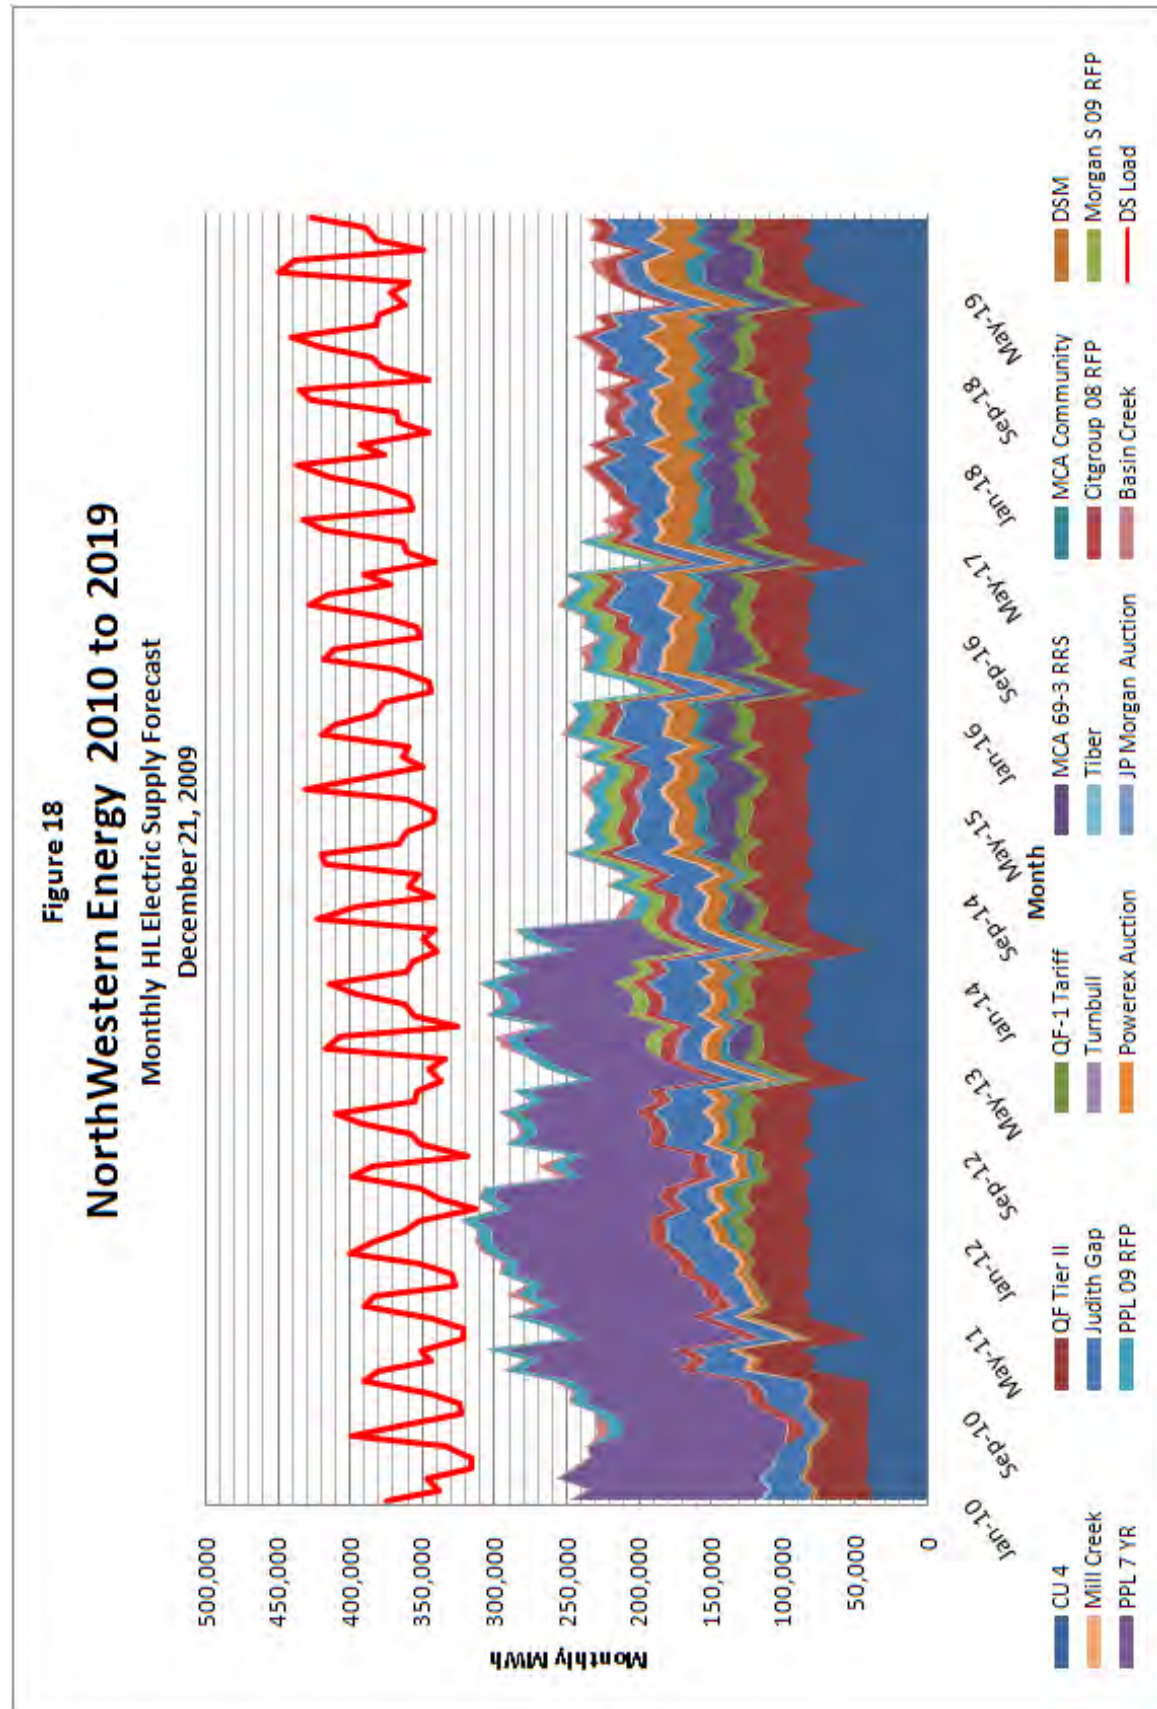 Figure 18
NorthWestern Energy 2010 to 2019
Monthly HL Electric Supply Forecast
December 21, 2009
Monthly MWh
500,000
450,000
400,000
350,000
300,000
250,000
200,000
150,000
100,000
50,000
0
Jan-10
Sep-10
May-11
Jan-12
Sep-12
May-13
Jan-14
Sep-14
May-15
Jan-16
Sep-16
May-17
Jan-18
Sep-18
May-19
Month
CU 4
QF Tier II
QF-1 Tariff
MCA 69-3 RRS
MCA Community
DSM
Mill Creek
Judith Gap
Turnbull
Tiber
Citgroup 08 RFP
Morgan S 09 RFP
PPL 7 YR
PPL 09 RFP
Powerex Auction
JP Morgan Auction
Basin Creek
DS Load